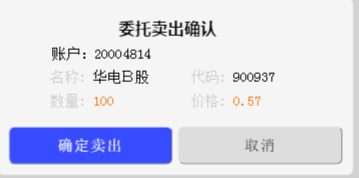 委托卖出确认
账户：20004814
名称：华电B股 代码：900937
数量：100 价格：0.57
确定卖出 取消